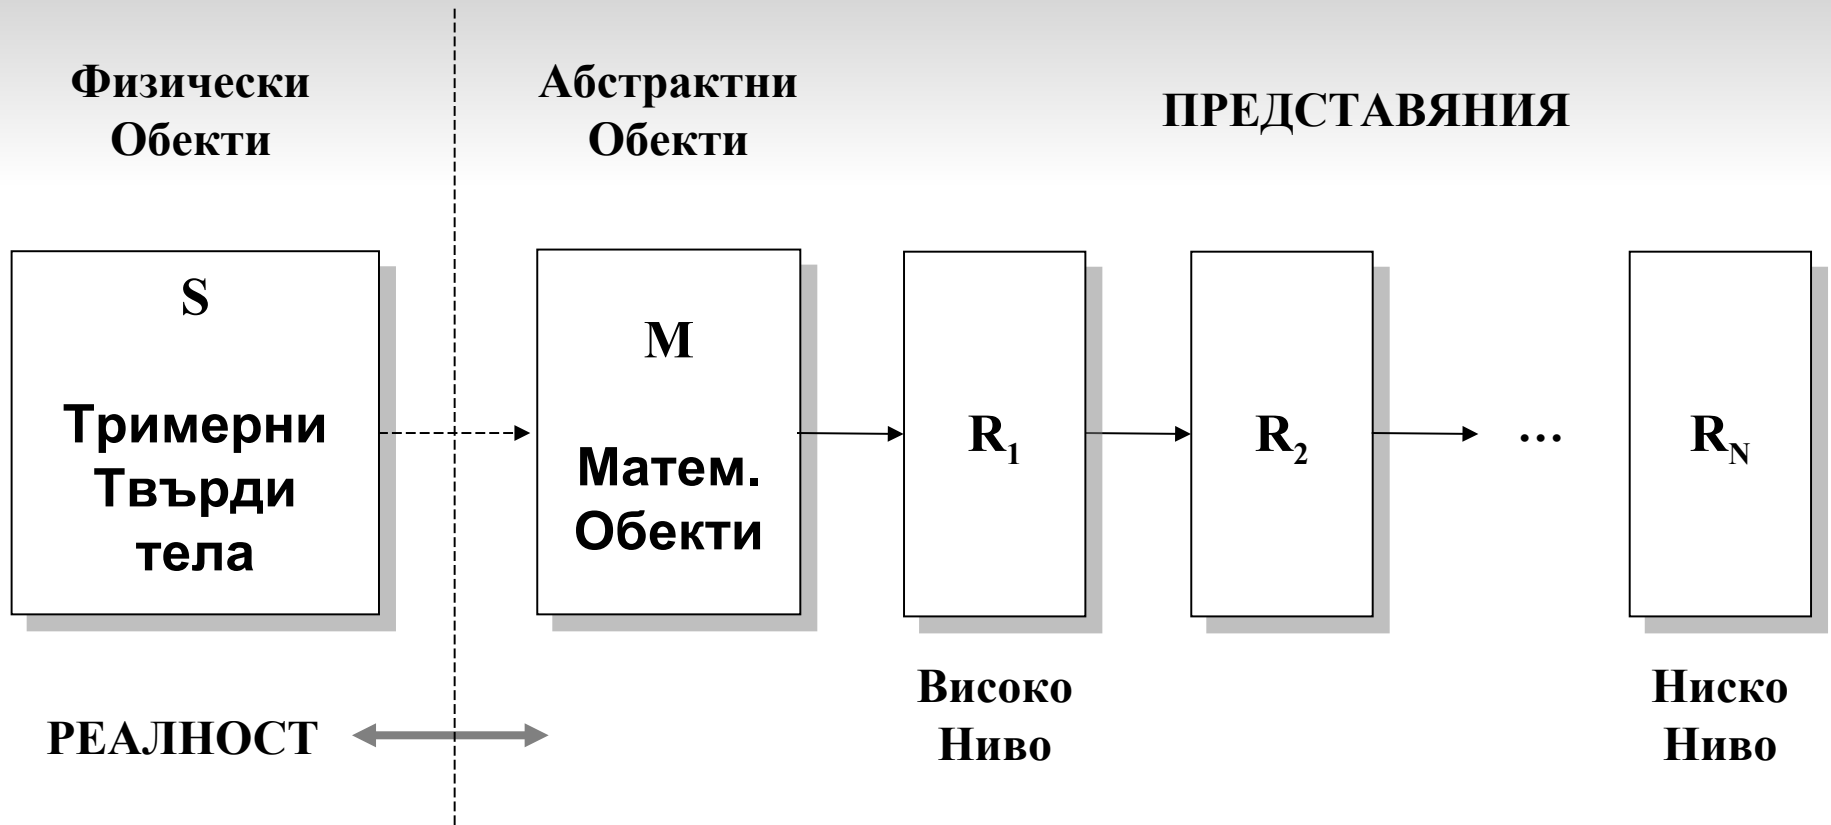 Физически
Обекти
Абстрактни
Обекти
ПРЕДСТАВЯНИЯ
S
Тримерни
Твърди
тела
M
Матем.
Обекти
R1
R2
...
RN
Високо
Ниво
Ниско
Ниво
РЕАЛНОСТ